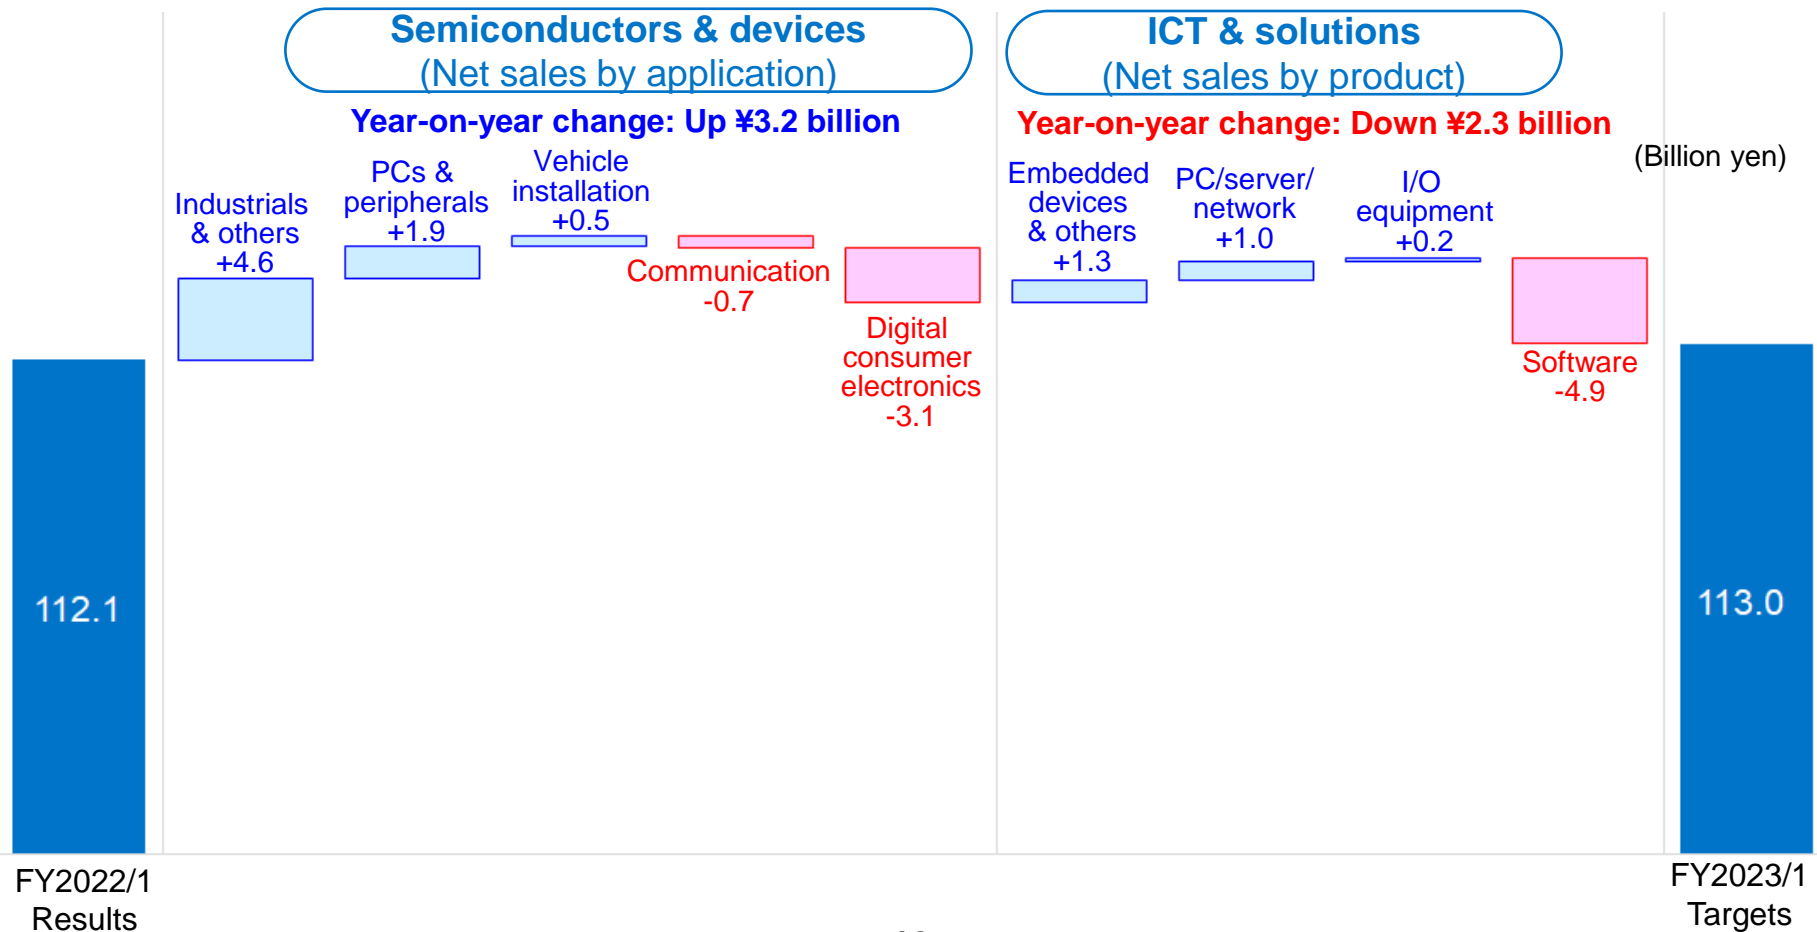 Semiconductors & devices
(Net sales by application)
Year-on-year change: Up ¥3.2 billion
ICT & solutions
(Net sales by product)
Year-on-year change: Down ¥2.3 billion
(Billion yen)
Industrials
& others
+4.6
PCs &
peripherals
+1.9
Vehicle
installation
+0.5
Communication
-0.7
Digital
consumer
electronics
-3.1
Embedded
devices
& others
+1.3
PC/server/
network
+1.0
I/O
equipment
+0.2
Software
-4.9
112.1
113.0
FY2022/1
Results
FY2023/1
Targets